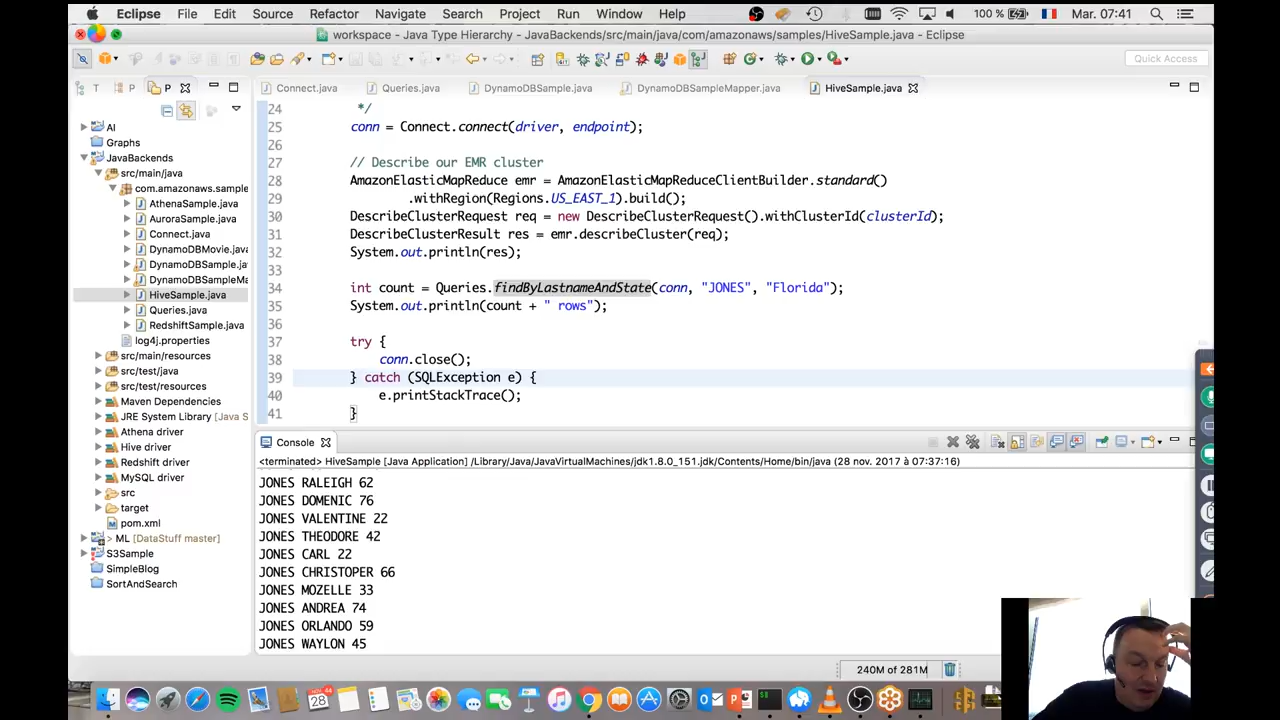 Eclipse File Edit Source Refactor Navigate Search Project Run Window Help 100 % Mar. 07:41
workspace - Java Type Hierarchy - JavaBackends/src/main/java/com/amazonaws/samples/HiveSample.java - Eclipse
Quick Access
T P P
Connect.java Queries.java DynamoDBSample.java DynamoDBSampleMapper.java HiveSample.java
AI
Graphs
JavaBackends
src/main/java
com.amazonaws.sample
AthenaSample.java
AuroraSample.java
Connect.java
DynamoDBMovie.java
DynamoDBSample.ja
DynamoDBSampleMa
HiveSample.java
Queries.java
RedshiftSample.java
log4j.properties
src/main/resources
src/test/java
src/test/resources
Maven Dependencies
JRE System Library [Java S
Athena driver
Hive driver
Redshift driver
MySQL driver
src
target
pom.xml
> ML [DataStuff master]
S3Sample
SimpleBlog
SortAndSearch
24 */
25 conn = Connect.connect(driver, endpoint);
26
27 // Describe our EMR cluster
28 AmazonElasticMapReduce emr = AmazonElasticMapReduceClientBuilder.standard()
29 .withRegion(Regions.US_EAST_1).build();
30 DescribeClusterRequest req = new DescribeClusterRequest().withClusterId(clusterId);
31 DescribeClusterResult res = emr.describeCluster(req);
32 System.out.println(res);
33
34 int count = Queries.findByLastnameAndState(conn, "JONES", "Florida");
35 System.out.println(count + " rows");
36
37 try {
38 conn.close();
39 } catch (SQLException e) {
40 e.printStackTrace();
41 }
Console
<terminated> HiveSample [Java Application] /Library/Java/JavaVirtualMachines/jdk1.8.0_151.jdk/Contents/Home/bin/java (28 nov. 2017 à 07:37:16)
JONES RALEIGH 62
JONES DOMENIC 76
JONES VALENTINE 22
JONES THEODORE 42
JONES CARL 22
JONES CHRISTOPER 66
JONES MOZELLE 33
JONES ANDREA 74
JONES ORLANDO 59
JONES WAYLON 45
240M of 281M
28